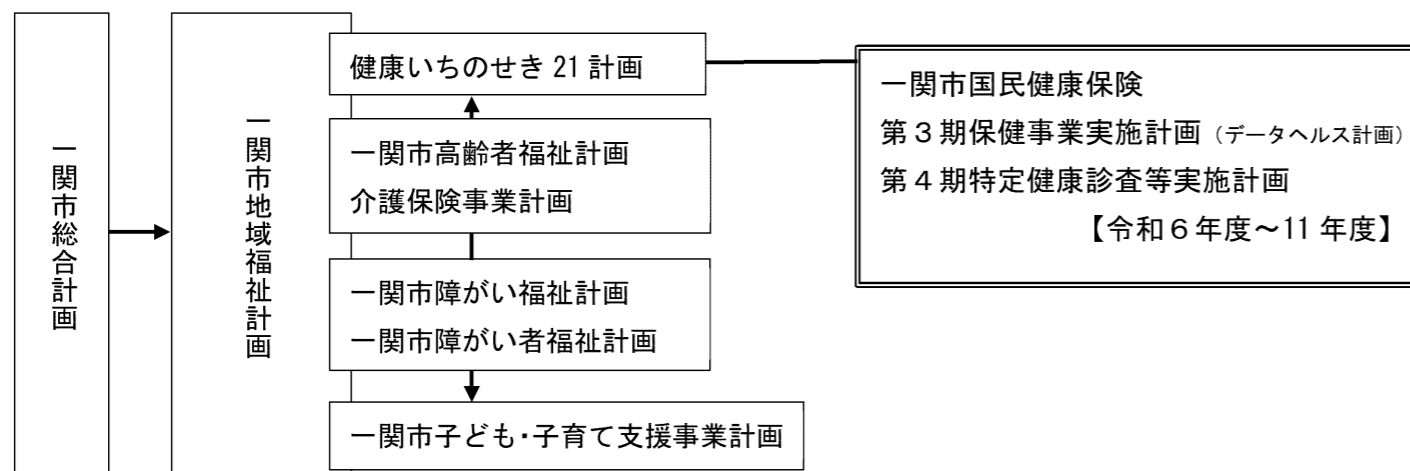 一関市総合計画
一関市地域福祉計画
健康いちのせき 21 計画
一関市高齢者福祉計画
介護保険事業計画
一関市障がい福祉計画
一関市障がい者福祉計画
一関市子ども・子育て支援事業計画
一関市国民健康保険
第３期保健事業実施計画（データヘルス計画）
第４期特定健康診査等実施計画
【令和６年度～11 年度】